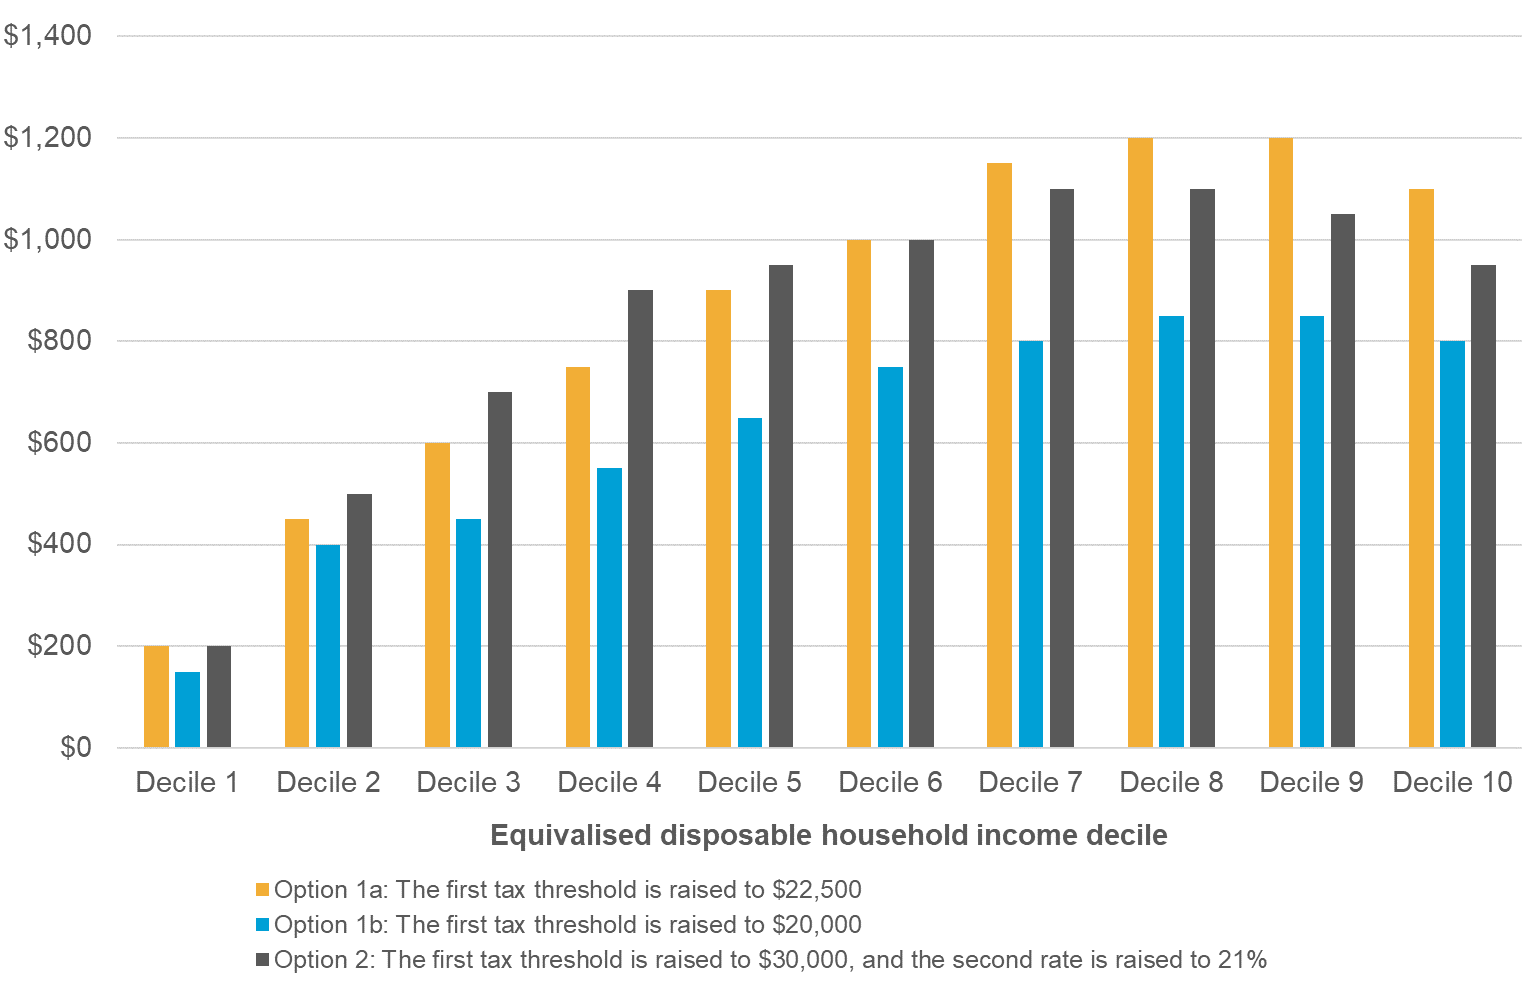 $1,400
$1,200
$1,000
$800
$600
$400
$200
$0
Decile 1 Decile 2 Decile 3 Decile 4 Decile 5 Decile 6 Decile 7 Decile 8 Decile 9 Decile 10
Equivalised disposable household income decile
Option 1a: The first tax threshold is raised to $22,500
Option 1b: The first tax threshold is raised to $20,000
Option 2: The first tax threshold is raised to $30,000, and the second rate is raised to 21%